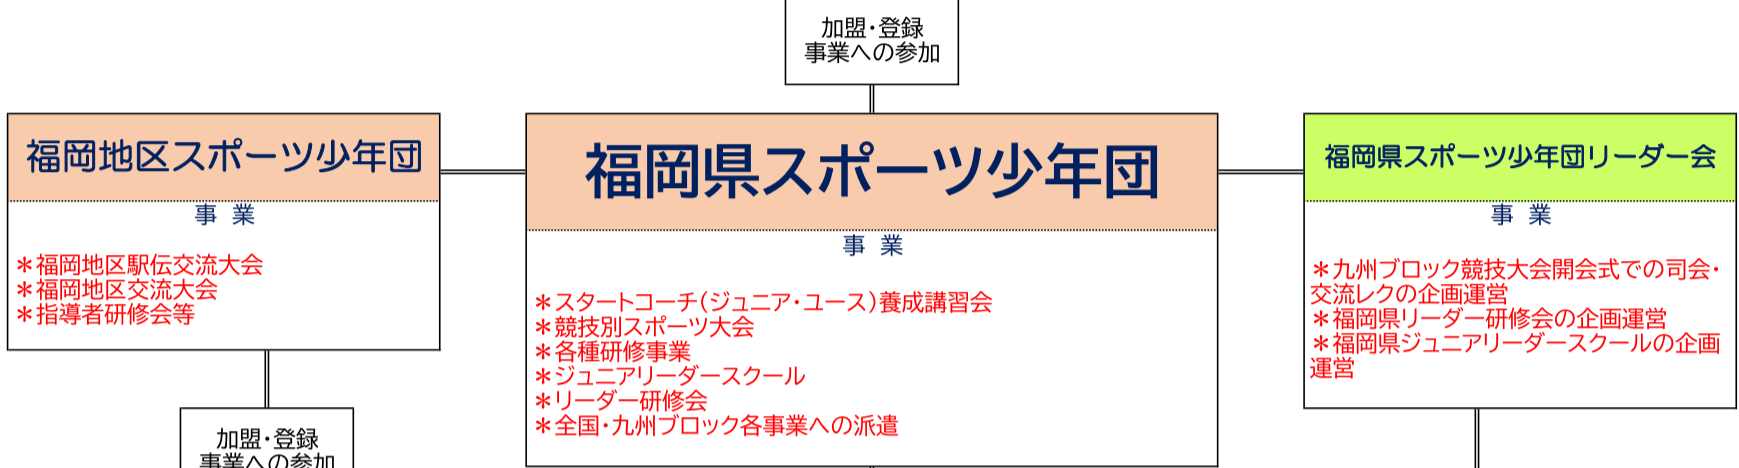 加盟・登録
事業への参加
福岡地区スポーツ少年団
事 業
＊福岡地区駅伝交流大会
＊福岡地区交流大会
＊指導者研修会等
加盟・登録
事業への参加
福岡県スポーツ少年団
事 業
＊スタートコーチ(ジュニア・ユース)養成講習会
＊競技別スポーツ大会
＊各種研修事業
＊ジュニアリーダースクール
＊リーダー研修会
＊全国・九州ブロック各事業への派遣
福岡県スポーツ少年団リーダー会
事 業
＊九州ブロック競技大会開会式での司会・
交流レクの企画運営
＊福岡県リーダー研修会の企画運営
＊福岡県ジュニアリーダースクールの企画
運営